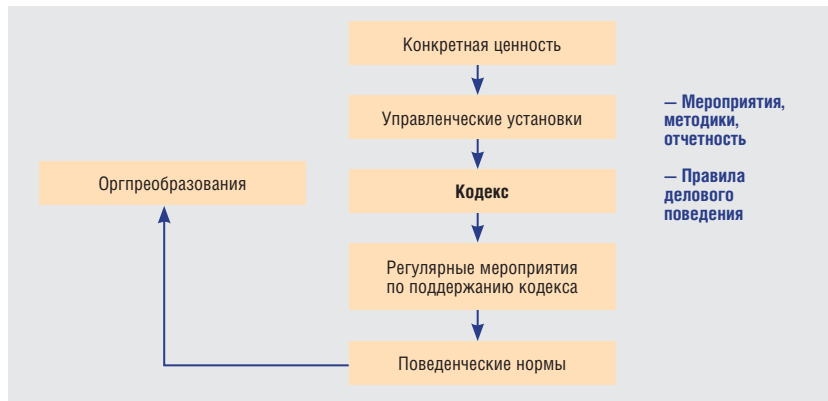 Конкретная ценность
Управленческие установки
— Мероприятия,
методики,
отчетность
Оргпреобразования
Кодекс
— Правила
делового
поведения
Регулярные мероприятия
по поддержанию кодекса
Поведенческие нормы